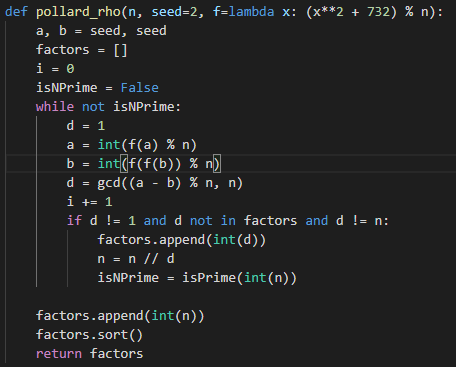 def pollard_rho(n, seed=2, f=lambda x: (x**2 + 732) % n):
    a, b = seed, seed
    factors = []
    i = 0
    isNPrime = False
    while not isNPrime:
        d = 1
        a = int(f(a) % n)
        b = int(f(f(b)) % n)
        d = gcd((a - b) % n, n)
        i += 1
        if d != 1 and d not in factors and d != n:
            factors.append(int(d))
            n = n // d
            isNPrime = isPrime(int(n))

    factors.append(int(n))
    factors.sort()
    return factors